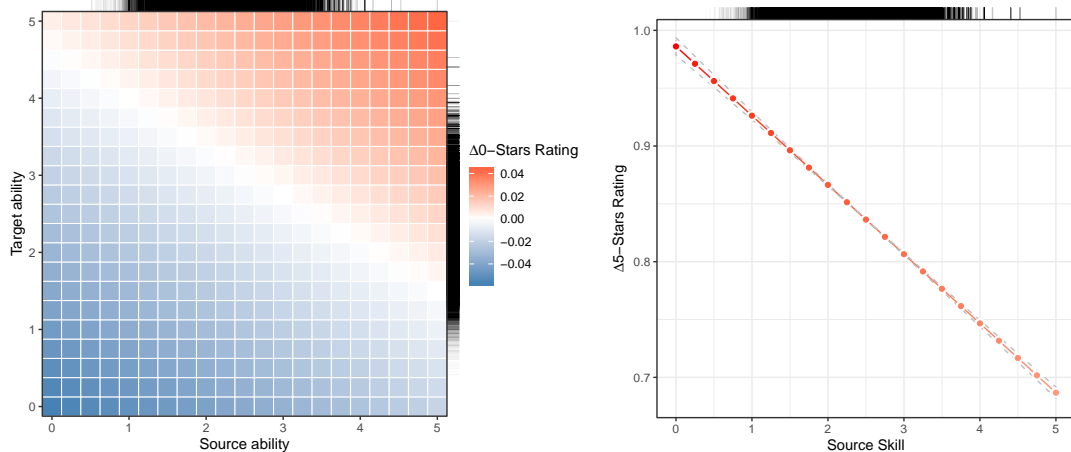 5
4
3
2
1
0
Target ability
0 1 2 3 4 5
Source ability
Δ0−Stars Rating
0.04
0.02
0.00
−0.02
−0.04
1.0
0.9
0.8
0.7
Δ5−Stars Rating
0 1 2 3 4 5
Source Skill